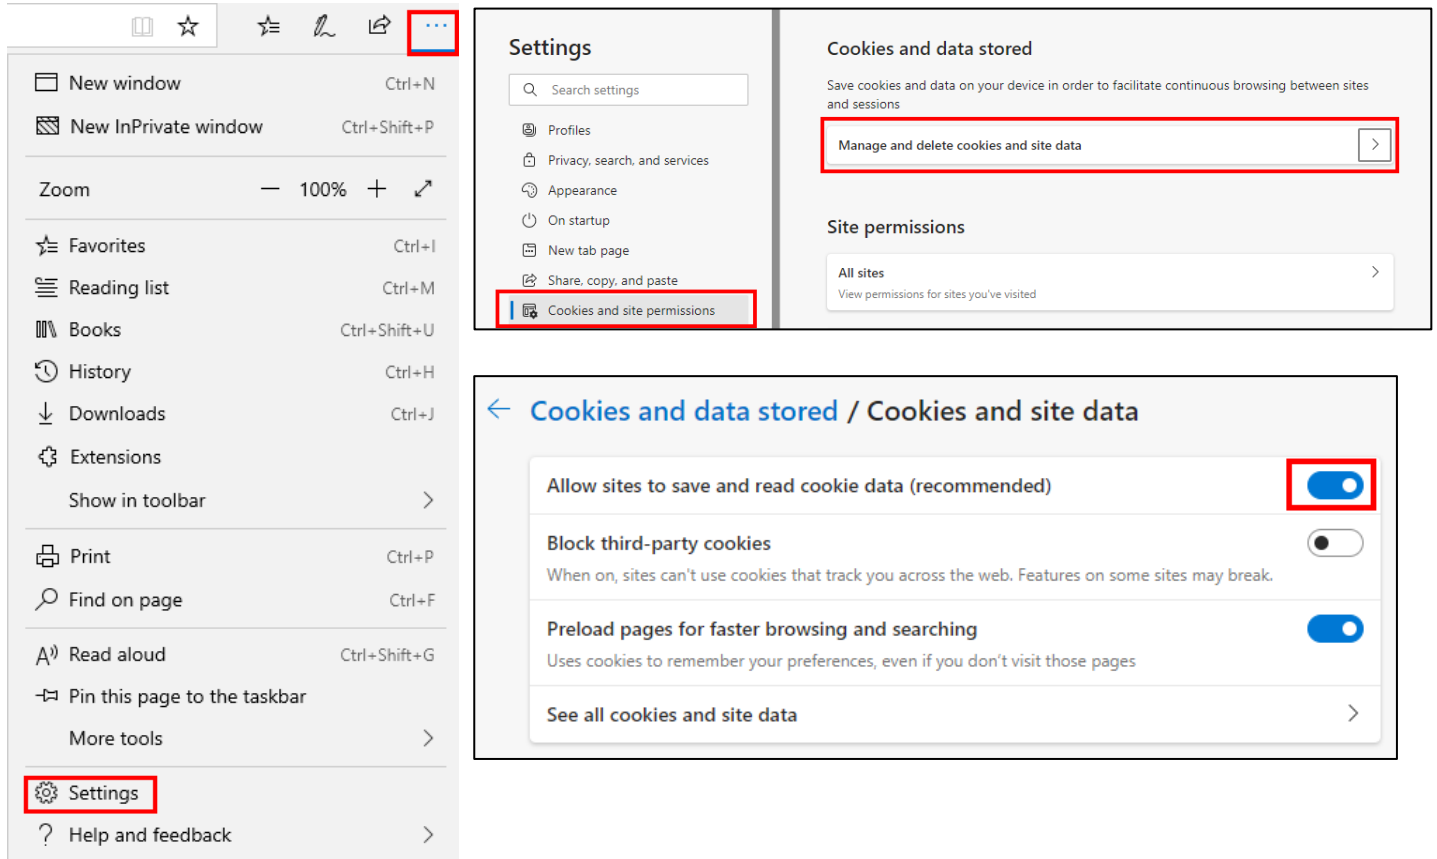 New window Ctrl+N
New InPrivate window Ctrl+Shift+P
Zoom — 100% +
Favorites Ctrl+I
Reading list Ctrl+M
Books Ctrl+Shift+U
History Ctrl+H
Downloads Ctrl+J
Extensions
Show in toolbar
Print Ctrl+P
Find on page Ctrl+F
Read aloud Ctrl+Shift+G
Pin this page to the taskbar
More tools
Settings
Help and feedback
Settings
Search settings
Profiles
Privacy, search, and services
Appearance
On startup
New tab page
Share, copy, and paste
Cookies and site permissions
Cookies and data stored
Save cookies and data on your device in order to facilitate continuous browsing between sites
and sessions
Manage and delete cookies and site data
Site permissions
All sites
View permissions for sites you've visited
Cookies and data stored / Cookies and site data
Allow sites to save and read cookie data (recommended)
Block third-party cookies
When on, sites can't use cookies that track you across the web. Features on some sites may break.
Preload pages for faster browsing and searching
Uses cookies to remember your preferences, even if you don't visit those pages
See all cookies and site data